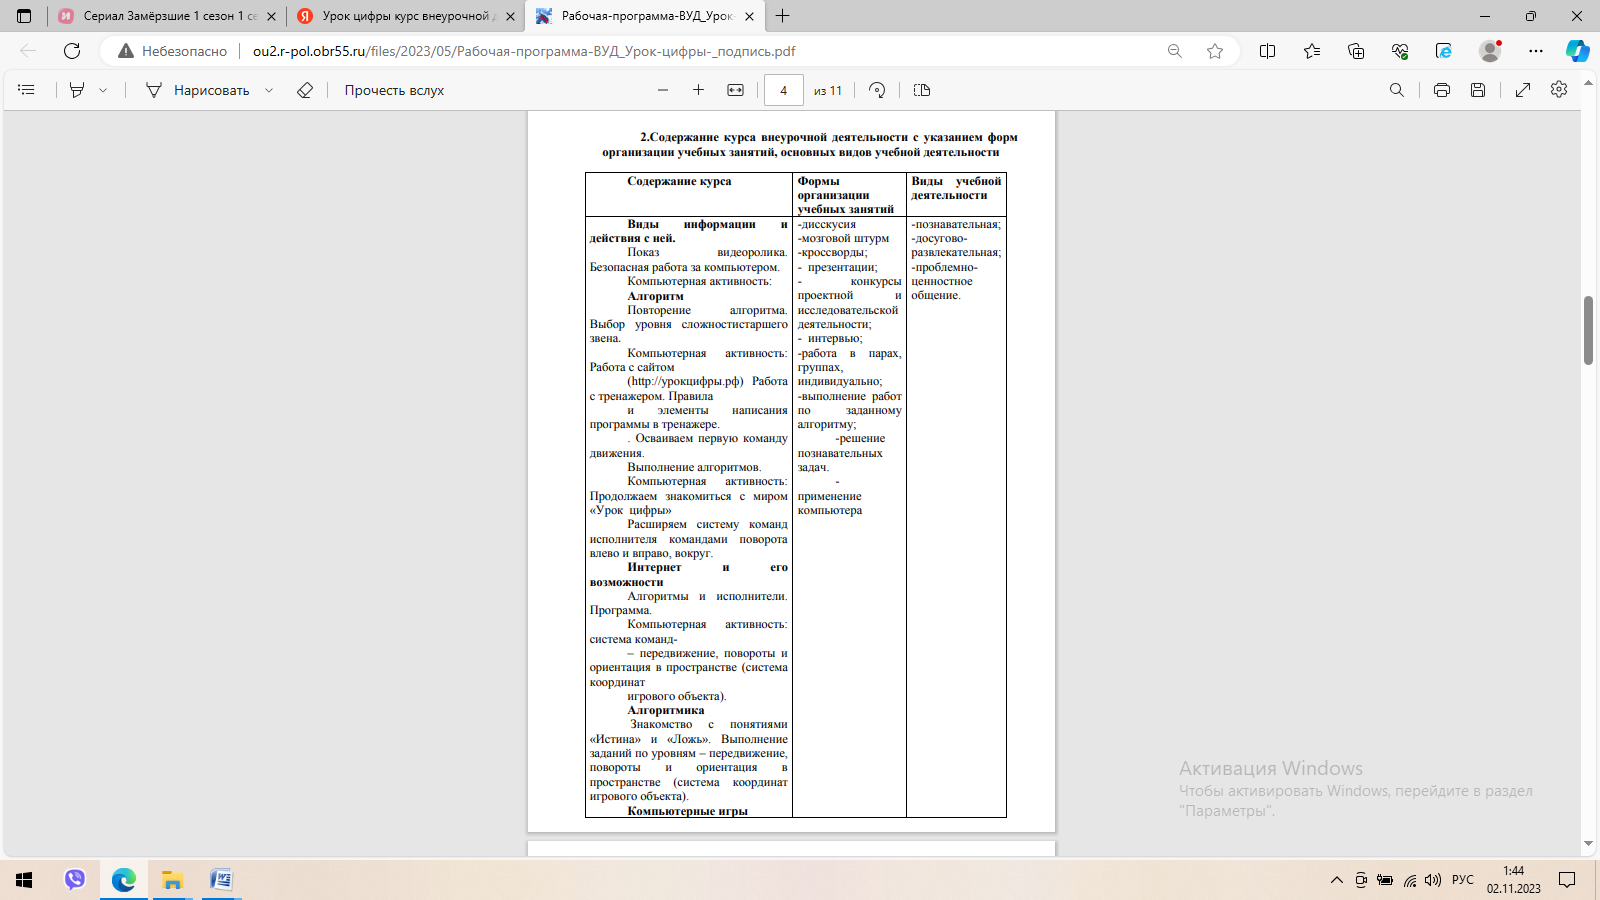 Сериал Замёрзшие 1 сезон 1 се
Урок цифры курс внеурочной д
Рабочая-программа-ВУД_Урок-
Небезопасно
ou2.r-pol.obr55.ru/files/2023/05/Рабочая-программа-ВУД_Урок-цифры-_подпись.pdf
Нарисовать
Прочесть вслух
4 из 11
2.Содержание курса внеурочной деятельности с указанием форм
организации учебных занятий, основных видов учебной деятельности
Содержание курса
Формы
организации
учебных занятий
Виды учебной
деятельности
Виды информации и
действия с ней.
Показ видеоролика.
Безопасная работа за компьютером.
Компьютерная активность:
Алгоритм
Повторение алгоритма.
Выбор уровня сложностистаршего
звена.
Компьютерная активность:
Работа с сайтом
(http://урокцифры.рф) Работа
с тренажером. Правила
и элементы написания
программы в тренажере.
. Осваиваем первую команду
движения.
Выполнение алгоритмов.
Компьютерная активность:
Продолжаем знакомиться с миром
«Урок цифры»
Расширяем систему команд
исполнителя командами поворота
влево и вправо, вокруг.
Интернет и его
возможности
Алгоритмы и исполнители.
Программа.
Компьютерная активность:
система команд-
– передвижение, повороты и
ориентация в пространстве (система
координат
игрового объекта).
Алгоритмика
Знакомство с понятиями
«Истина» и «Ложь». Выполнение
заданий по уровням – передвижение,
повороты и ориентация в
пространстве (система координат
игрового объекта).
Компьютерные игры
-дисскусия
-мозговой штурм
-кроссворды;
- презентации;
- конкурсы
проектной и
исследовательской
деятельности;
- интервью;
-работа в парах,
группах,
индивидуально;
-выполнение работ
по заданному
алгоритму;
-решение
познавательных
задач.
-
применение
компьютера
-познавательная;
-досугово-
развлекательная;
-проблемно-
ценностное
общение.
Активация Windows
Чтобы активировать Windows, перейдите в раздел
"Параметры".
РУС
1:44
02.11.2023